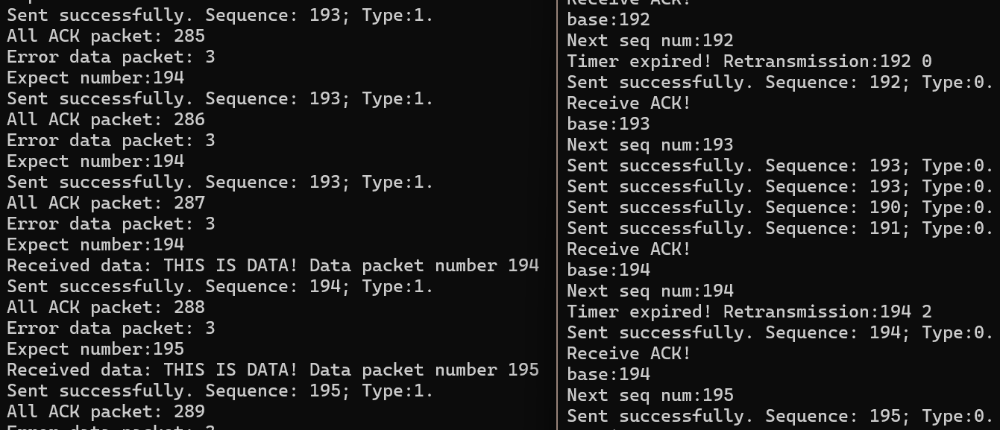 Sent successfully. Sequence: 193; Type:1.
All ACK packet: 285
Error data packet: 3
Expect number:194
Sent successfully. Sequence: 193; Type:1.
All ACK packet: 286
Error data packet: 3
Expect number:194
Sent successfully. Sequence: 193; Type:1.
All ACK packet: 287
Error data packet: 3
Expect number:194
Received data: THIS IS DATA! Data packet number 194
Sent successfully. Sequence: 194; Type:1.
All ACK packet: 288
Error data packet: 3
Expect number:195
Received data: THIS IS DATA! Data packet number 195
Sent successfully. Sequence: 195; Type:1.
All ACK packet: 289
Error data packet: 3
Receive ACK!
base:192
Next seq num:192
Timer expired! Retransmission:192 0
Sent successfully. Sequence: 192; Type:0.
Receive ACK!
base:193
Next seq num:193
Sent successfully. Sequence: 193; Type:0.
Sent successfully. Sequence: 193; Type:0.
Sent successfully. Sequence: 190; Type:0.
Sent successfully. Sequence: 191; Type:0.
Receive ACK!
base:194
Next seq num:194
Timer expired! Retransmission:194 2
Sent successfully. Sequence: 194; Type:0.
Receive ACK!
base:194
Next seq num:195
Sent successfully. Sequence: 195; Type:0.